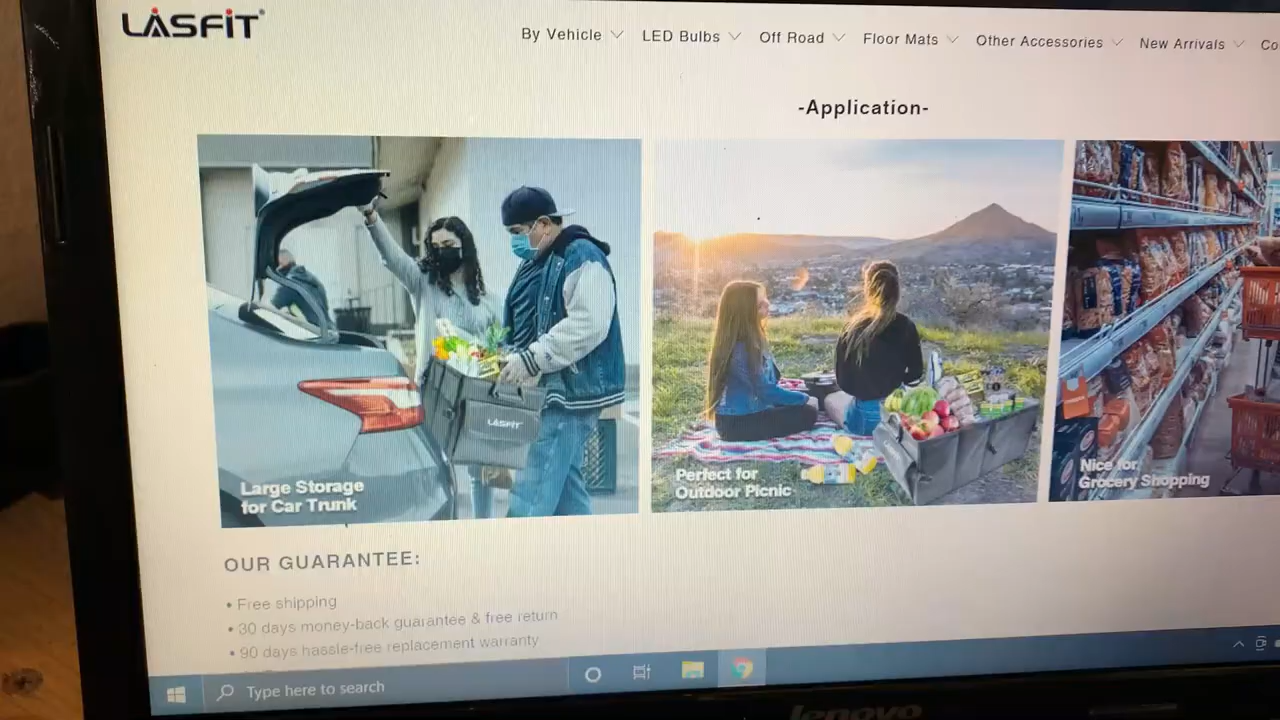 LASFIT
By Vehicle LED Bulbs Off Road Floor Mats Other Accessories New Arrivals Co
-Application-
LASFIT
Large Storage
for Car Trunk
Perfect for
Outdoor Picnic
Nice for
Grocery Shopping
OUR GUARANTEE:
• Free shipping
• 30 days money-back guarantee & free return
• 90 days hassle-free replacement warranty
Type here to search
lenovo